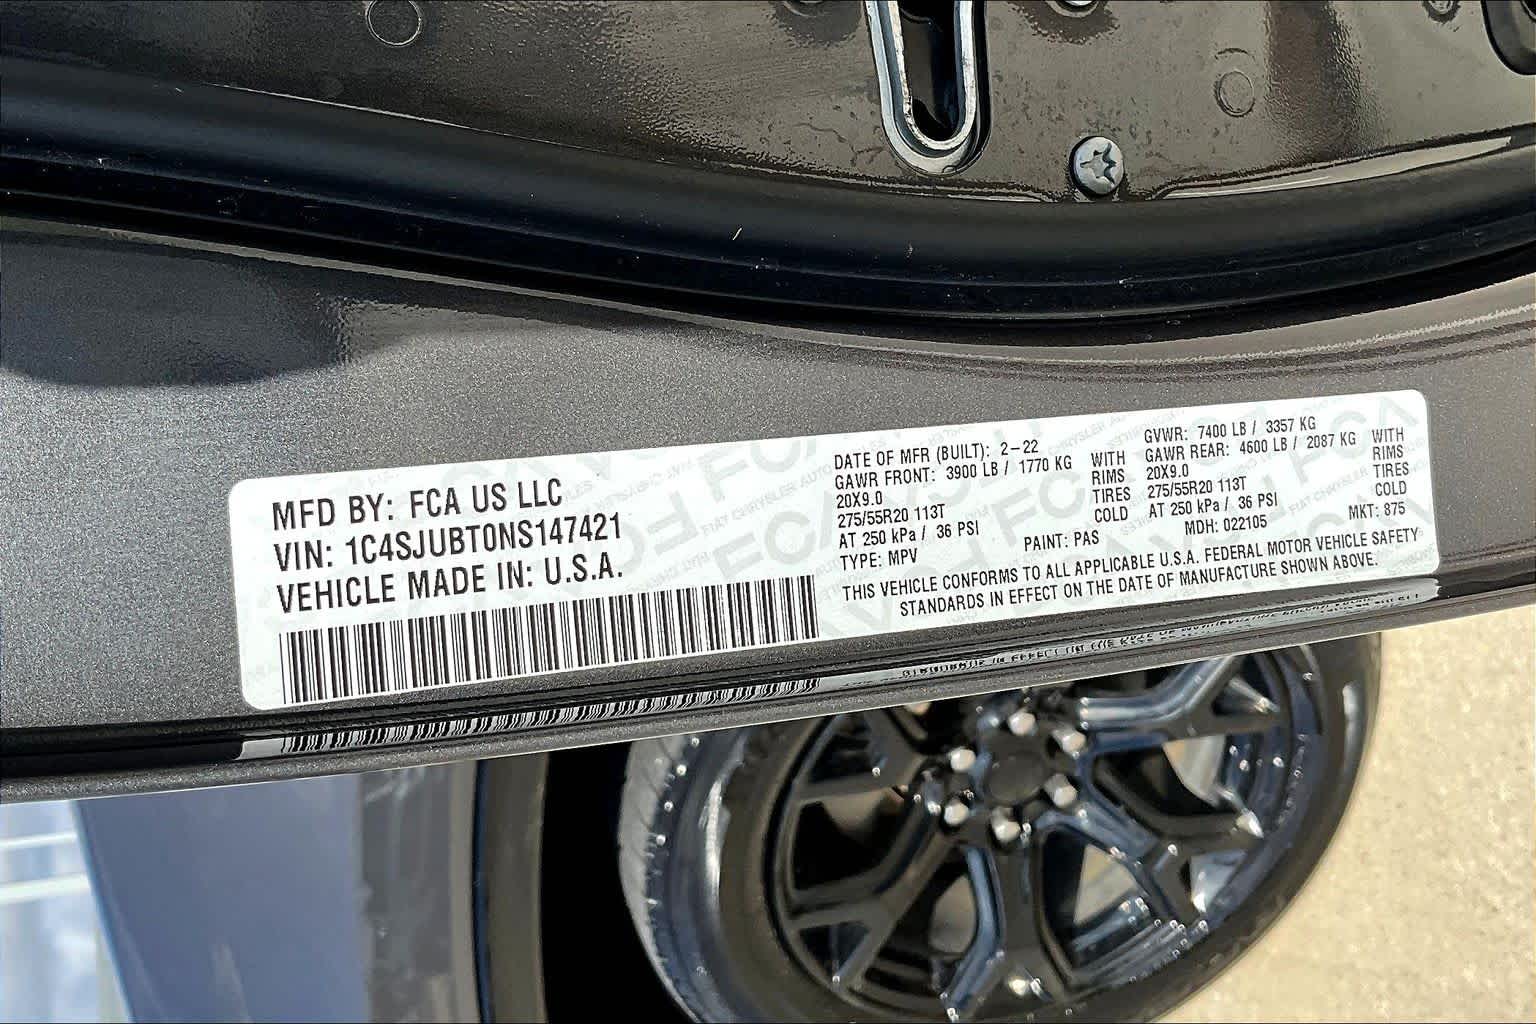 MFD BY: FCA US LLC
VIN: 1C4SJUBT0NS147421
VEHICLE MADE IN: U.S.A.
DATE OF MFR (BUILT): 2-22
GAWR FRONT: 3900 LB / 1770 KG WITH
20X9.0 RIMS
275/55R20 113T TIRES
AT 250 kPa / 36 PSI COLD
TYPE: MPV
GVWR: 7400 LB / 3357 KG
GAWR REAR: 4600 LB / 2087 KG WITH
20X9.0 RIMS
275/55R20 113T TIRES
AT 250 kPa / 36 PSI COLD
PAINT: PAS MDH: 022105 MKT: 875
THIS VEHICLE CONFORMS TO ALL APPLICABLE U.S.A. FEDERAL MOTOR VEHICLE SAFETY
STANDARDS IN EFFECT ON THE DATE OF MANUFACTURE SHOWN ABOVE.